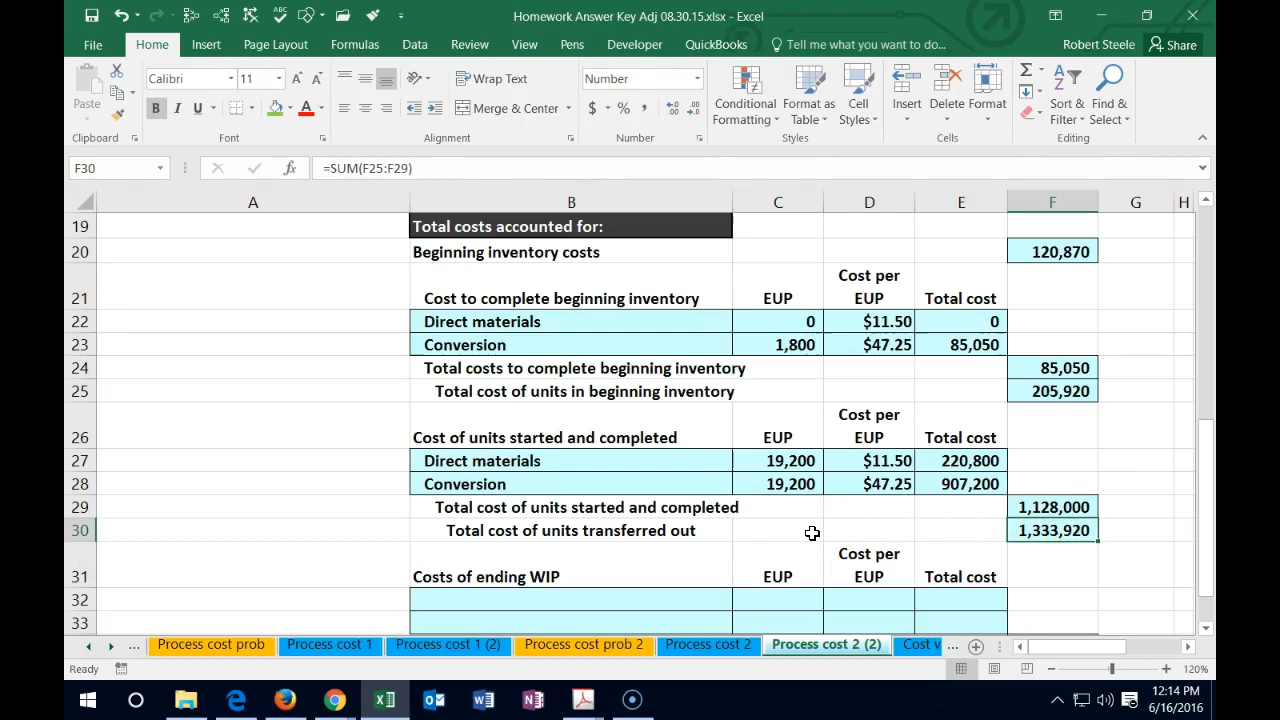 Homework Answer Key Adj 08.30.15.xlsx - Excel
File Home Insert Page Layout Formulas Data Review View Pens Developer QuickBooks Tell me what you want to do... Robert Steele Share
Calibri 11 Wrap Text Number
Paste B I U A Merge & Center $ % Conditional Formatting Format as Table Cell Styles Insert Delete Format Sort & Filter Find & Select
Clipboard Font Alignment Number Styles Cells Editing
F30 fx =SUM(F25:F29)
A B C D E F G H
19 Total costs accounted for:
20 Beginning inventory costs 120,870
Cost per
21 Cost to complete beginning inventory EUP EUP Total cost
22 Direct materials 0 $11.50 0
23 Conversion 1,800 $47.25 85,050
24 Total costs to complete beginning inventory 85,050
25 Total cost of units in beginning inventory 205,920
Cost per
26 Cost of units started and completed EUP EUP Total cost
27 Direct materials 19,200 $11.50 220,800
28 Conversion 19,200 $47.25 907,200
29 Total cost of units started and completed 1,128,000
30 Total cost of units transferred out 1,333,920
Cost per
31 Costs of ending WIP EUP EUP Total cost
32
33
... Process cost prob Process cost 1 Process cost 1 (2) Process cost prob 2 Process cost 2 Process cost 2 (2) Cost v ...
Ready 120%
12:14 PM
6/16/2016